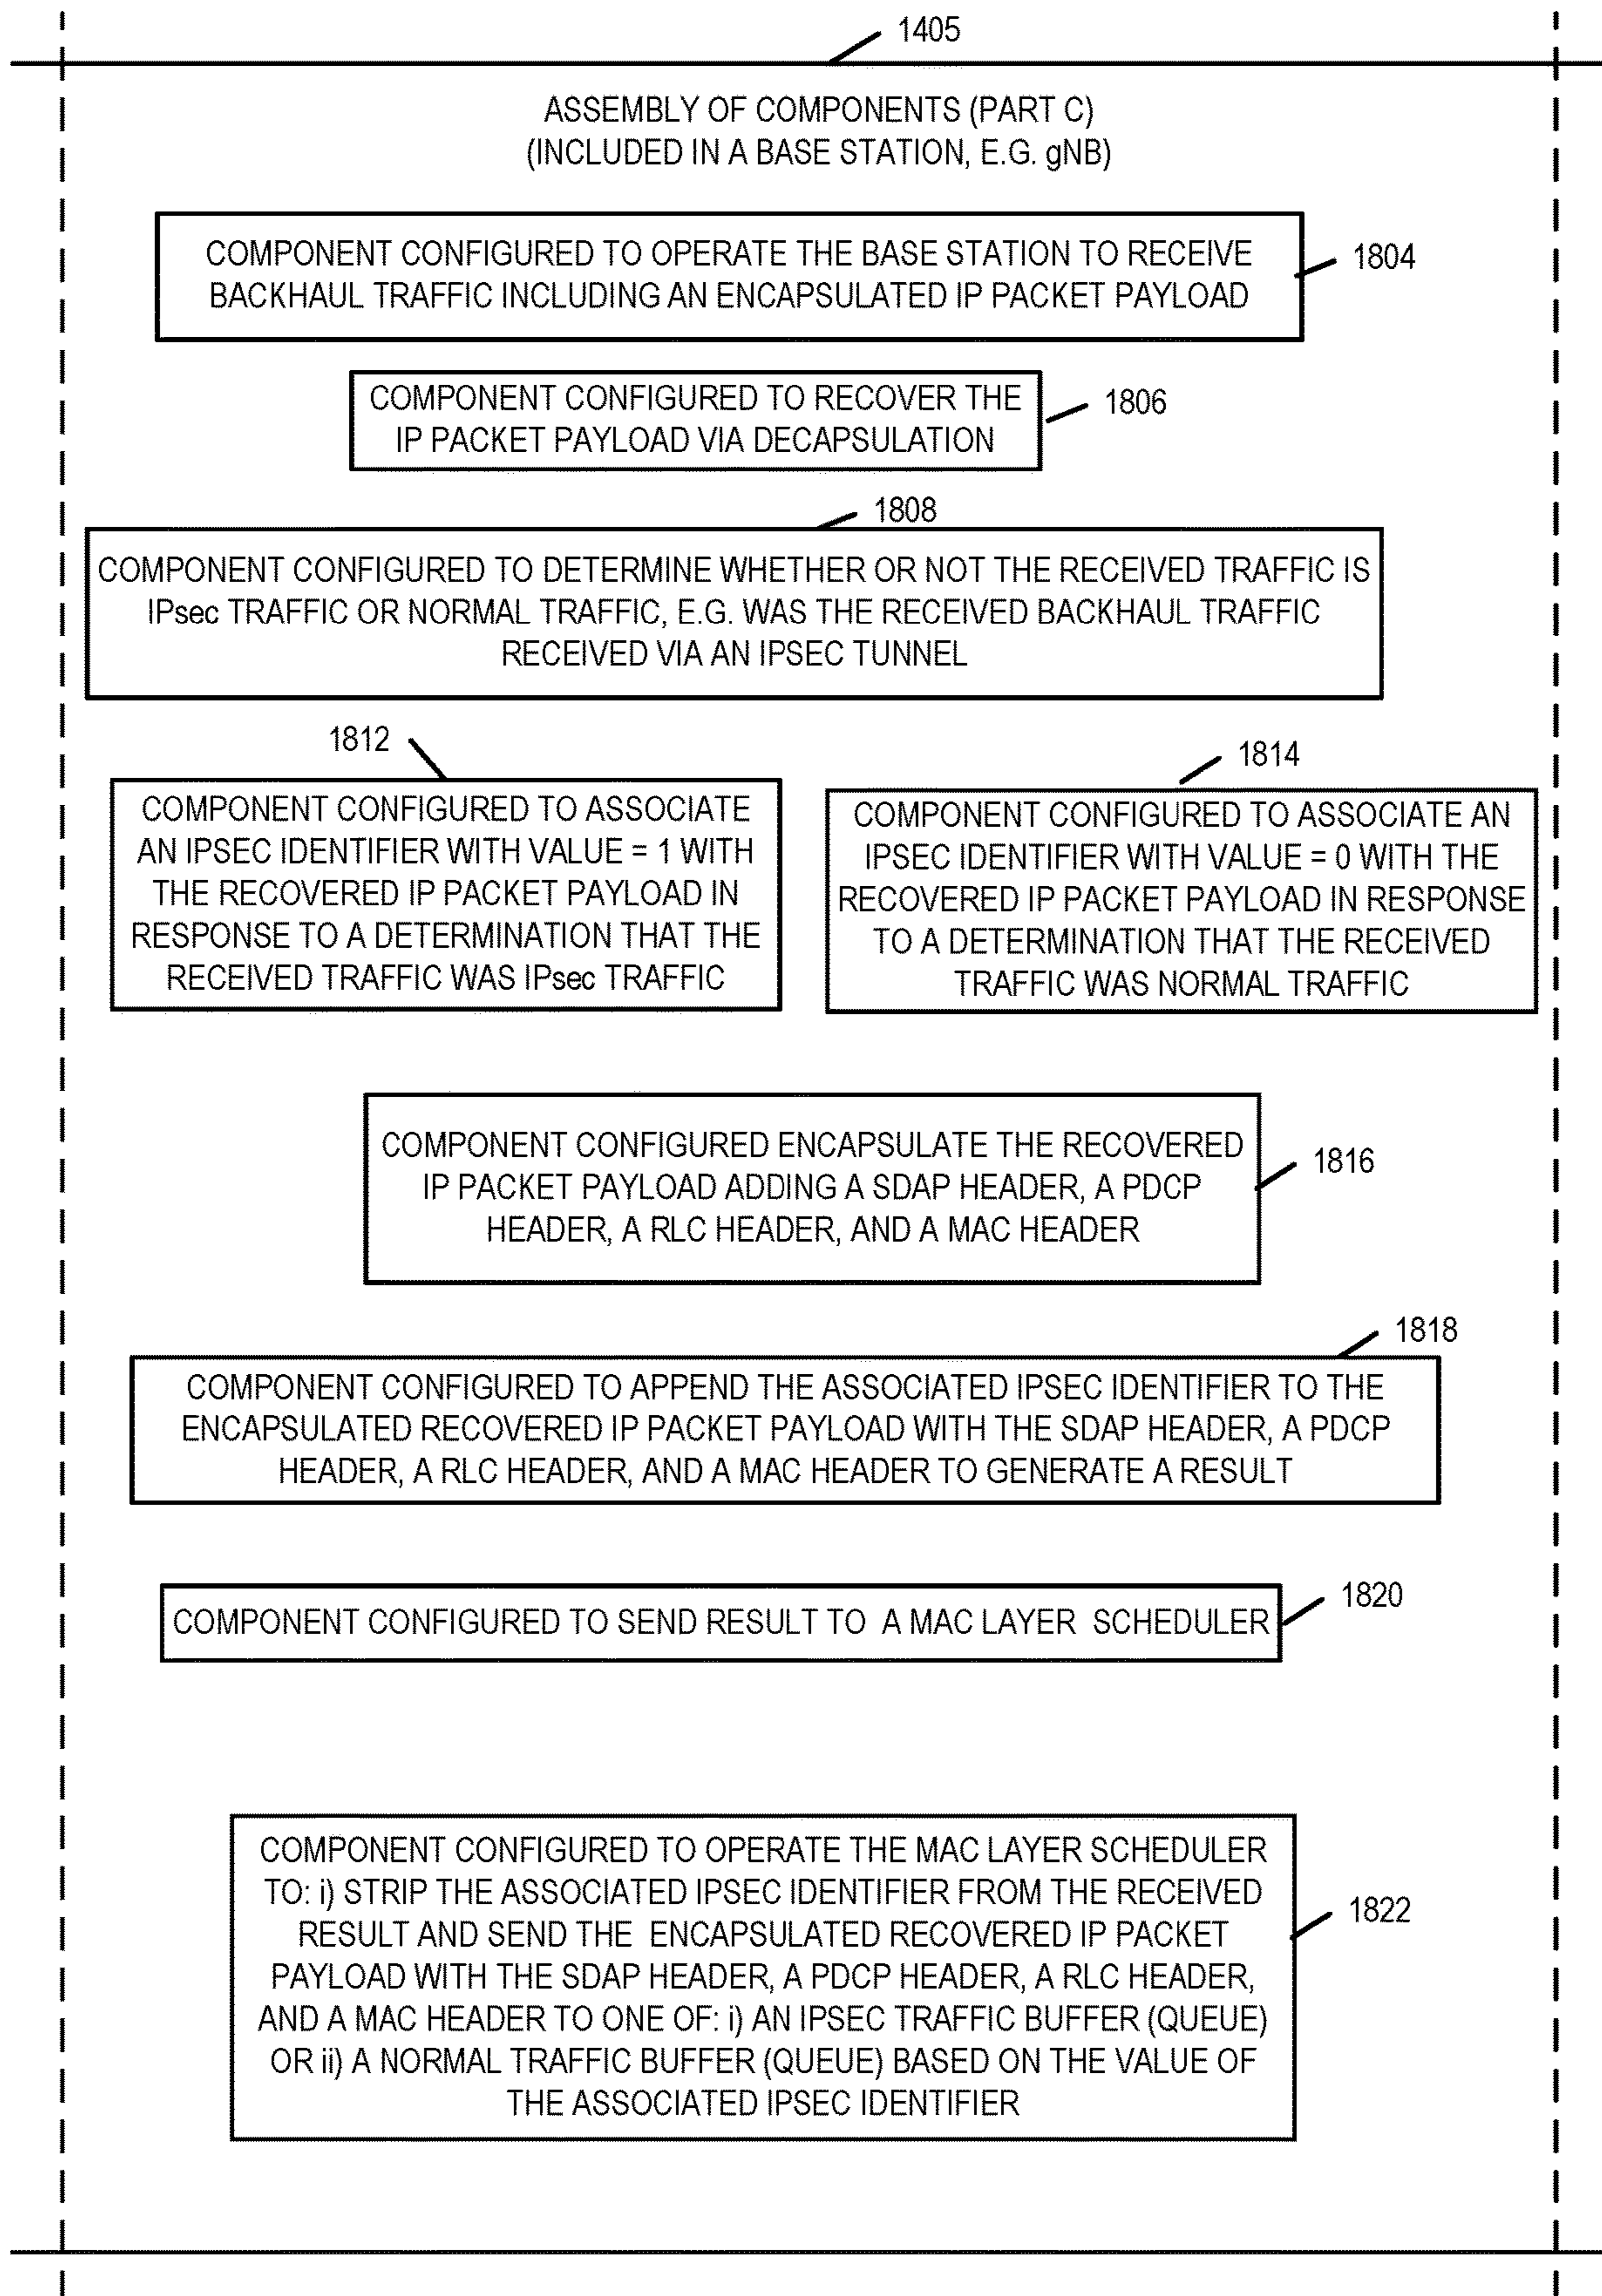 1405
ASSEMBLY OF COMPONENTS (PART C)
(INCLUDED IN A BASE STATION, E.G. gNB)
COMPONENT CONFIGURED TO OPERATE THE BASE STATION TO RECEIVE
BACKHAUL TRAFFIC INCLUDING AN ENCAPSULATED IP PACKET PAYLOAD
1804
COMPONENT CONFIGURED TO RECOVER THE
IP PACKET PAYLOAD VIA DECAPSULATION
1806
1808
COMPONENT CONFIGURED TO DETERMINE WHETHER OR NOT THE RECEIVED TRAFFIC IS
IPsec TRAFFIC OR NORMAL TRAFFIC, E.G. WAS THE RECEIVED BACKHAUL TRAFFIC
RECEIVED VIA AN IPSEC TUNNEL
1812
COMPONENT CONFIGURED TO ASSOCIATE
AN IPSEC IDENTIFIER WITH VALUE = 1 WITH
THE RECOVERED IP PACKET PAYLOAD IN
RESPONSE TO A DETERMINATION THAT THE
RECEIVED TRAFFIC WAS IPsec TRAFFIC
1814
COMPONENT CONFIGURED TO ASSOCIATE AN
IPSEC IDENTIFIER WITH VALUE = 0 WITH THE
RECOVERED IP PACKET PAYLOAD IN RESPONSE
TO A DETERMINATION THAT THE RECEIVED
TRAFFIC WAS NORMAL TRAFFIC
COMPONENT CONFIGURED ENCAPSULATE THE RECOVERED
IP PACKET PAYLOAD ADDING A SDAP HEADER, A PDCP
HEADER, A RLC HEADER, AND A MAC HEADER
1816
1818
COMPONENT CONFIGURED TO APPEND THE ASSOCIATED IPSEC IDENTIFIER TO THE
ENCAPSULATED RECOVERED IP PACKET PAYLOAD WITH THE SDAP HEADER, A PDCP
HEADER, A RLC HEADER, AND A MAC HEADER TO GENERATE A RESULT
COMPONENT CONFIGURED TO SEND RESULT TO A MAC LAYER SCHEDULER
1820
COMPONENT CONFIGURED TO OPERATE THE MAC LAYER SCHEDULER
TO: i) STRIP THE ASSOCIATED IPSEC IDENTIFIER FROM THE RECEIVED
RESULT AND SEND THE ENCAPSULATED RECOVERED IP PACKET
PAYLOAD WITH THE SDAP HEADER, A PDCP HEADER, A RLC HEADER,
AND A MAC HEADER TO ONE OF: i) AN IPSEC TRAFFIC BUFFER (QUEUE)
OR ii) A NORMAL TRAFFIC BUFFER (QUEUE) BASED ON THE VALUE OF
THE ASSOCIATED IPSEC IDENTIFIER
1822